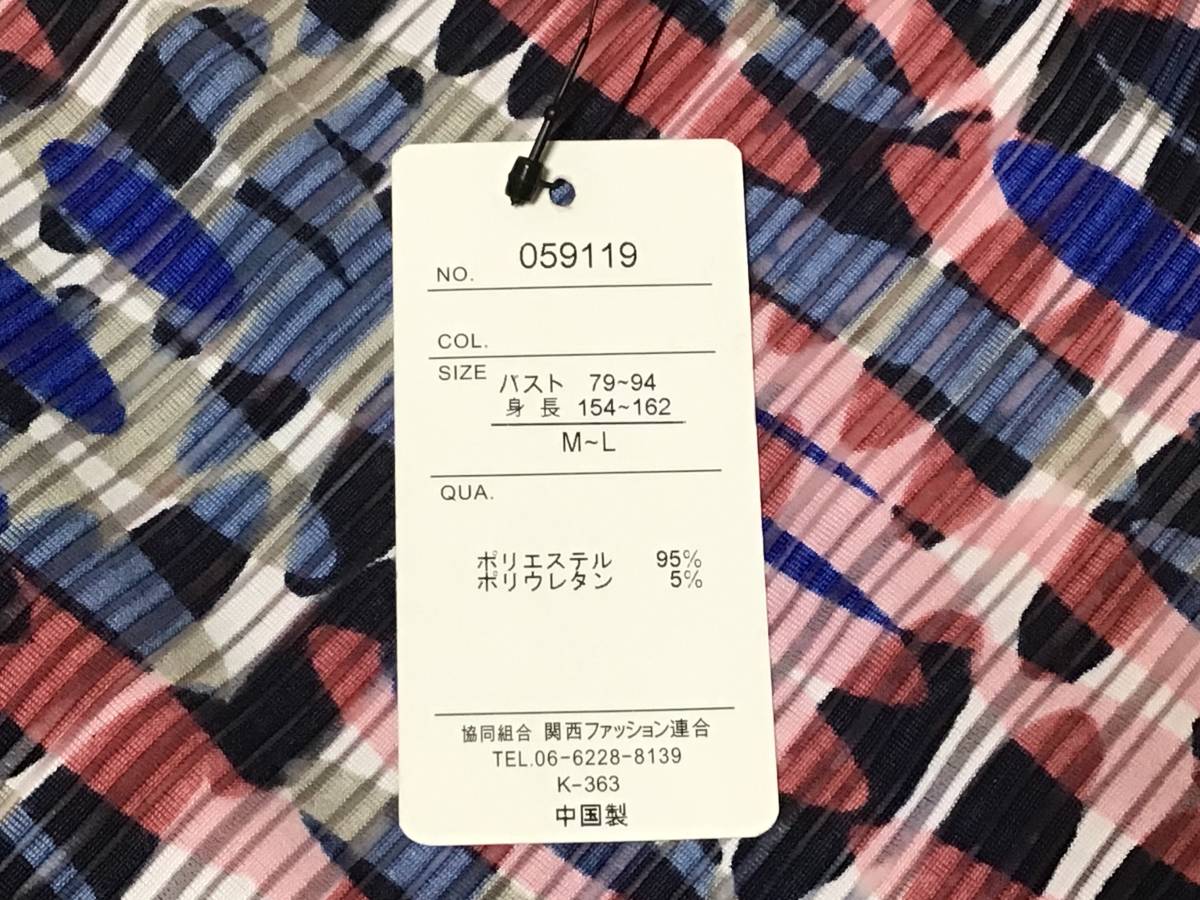 NO. 059119
COL.
SIZE バスト 79~94
身長 154~162
M~L
QUA.
ポリエステル 95%
ポリウレタン 5%
協同組合 関西ファッション連合
TEL.06-6228-8139
K-363
中国製